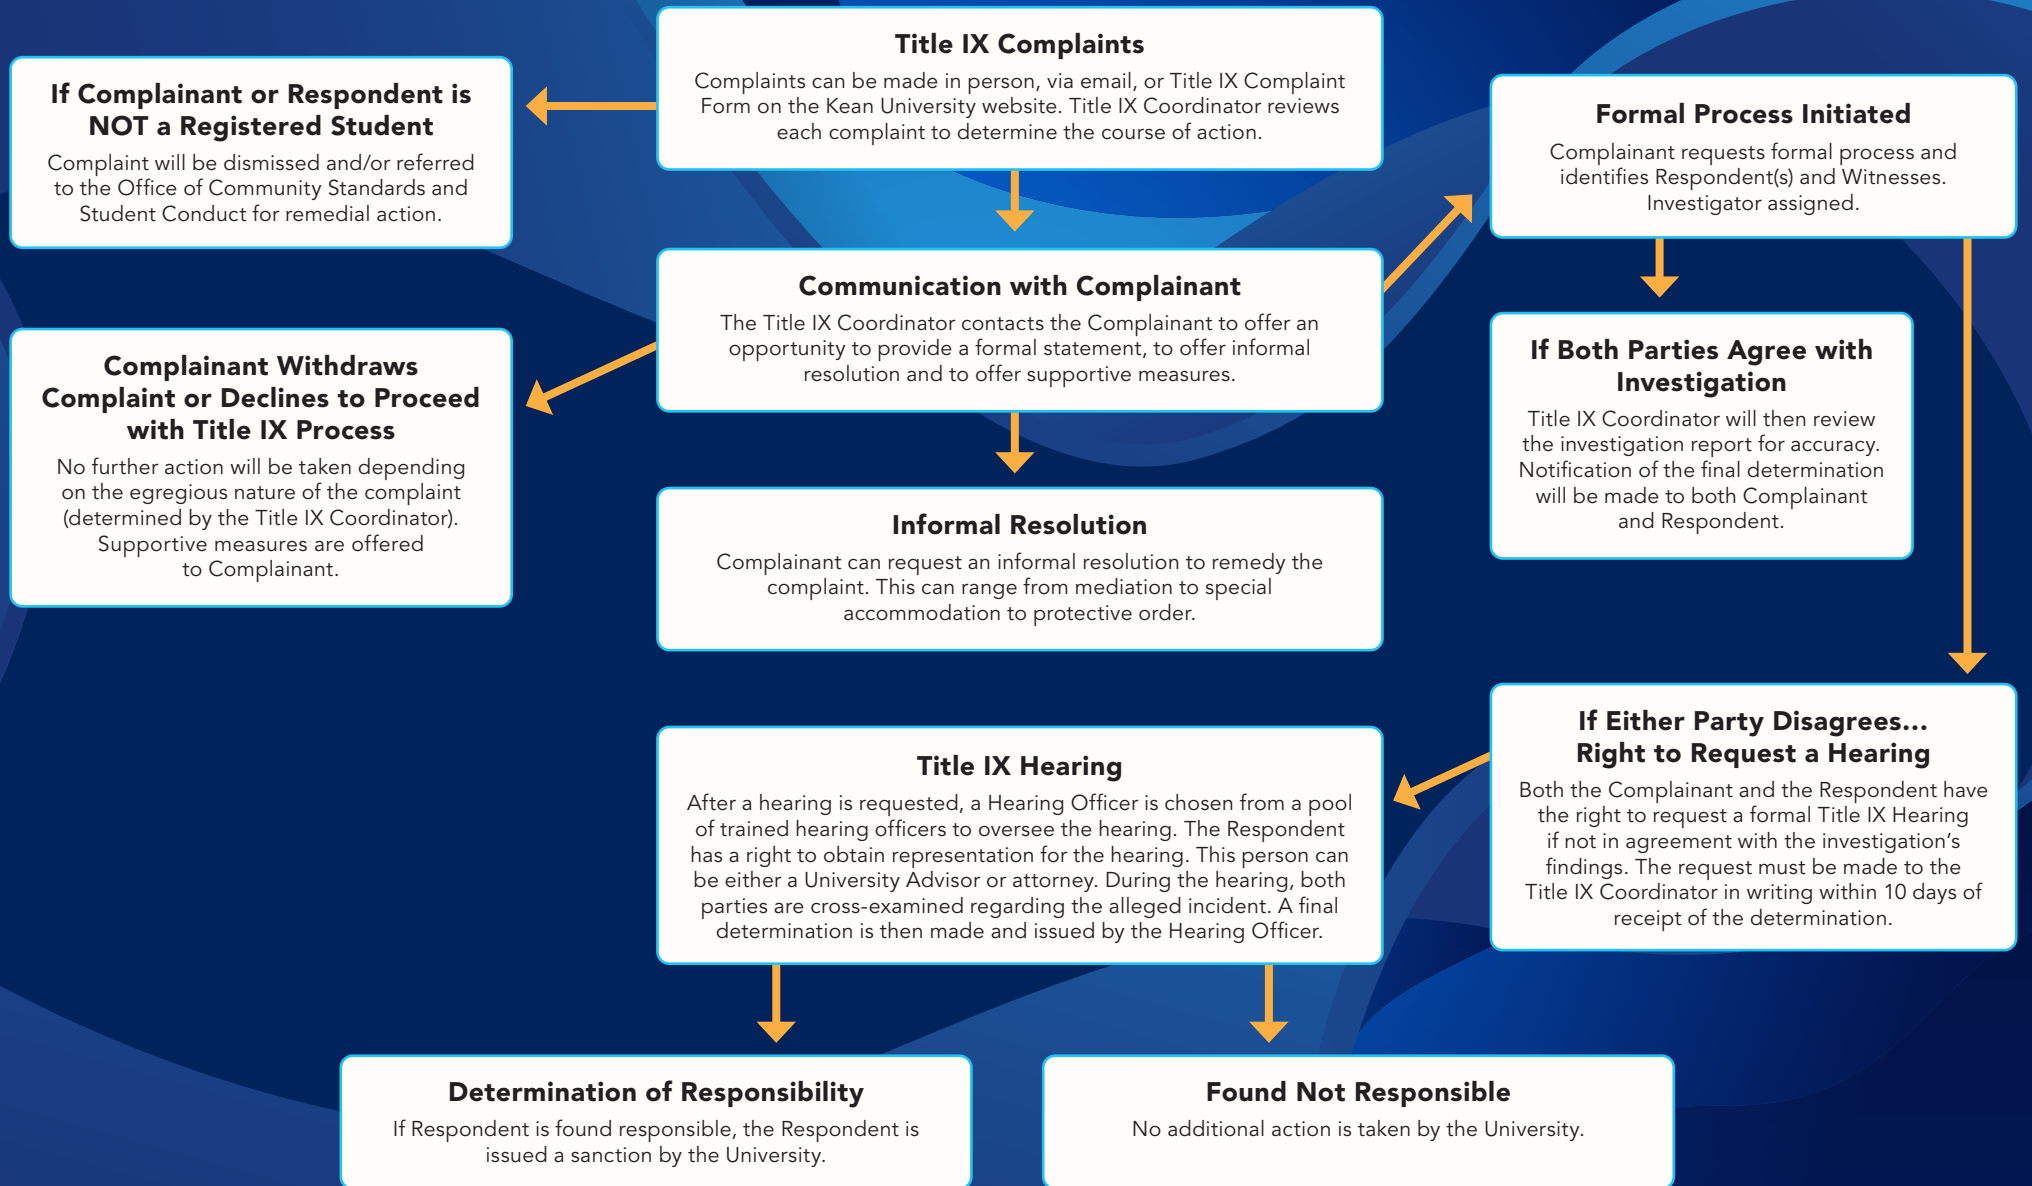 Title IX Complaints
Complaints can be made in person, via email, or Title IX Complaint
Form on the Kean University website. Title IX Coordinator reviews
each complaint to determine the course of action.
If Complainant or Respondent is
NOT a Registered Student
Complaint will be dismissed and/or referred
to the Office of Community Standards and
Student Conduct for remedial action.
Formal Process Initiated
Complainant requests formal process and
identifies Respondent(s) and Witnesses.
Investigator assigned.
Communication with Complainant
The Title IX Coordinator contacts the Complainant to offer an
opportunity to provide a formal statement, to offer informal
resolution and to offer supportive measures.
Complainant Withdraws
Complaint or Declines to Proceed
with Title IX Process
No further action will be taken depending
on the egregious nature of the complaint
(determined by the Title IX Coordinator).
Supportive measures are offered
to Complainant.
If Both Parties Agree with
Investigation
Title IX Coordinator will then review
the investigation report for accuracy.
Notification of the final determination
will be made to both Complainant
and Respondent.
Informal Resolution
Complainant can request an informal resolution to remedy the
complaint. This can range from mediation to special
accommodation to protective order.
If Either Party Disagrees...
Right to Request a Hearing
Both the Complainant and the Respondent have
the right to request a formal Title IX Hearing
if not in agreement with the investigation's
findings. The request must be made to the
Title IX Coordinator in writing within 10 days of
receipt of the determination.
Title IX Hearing
After a hearing is requested, a Hearing Officer is chosen from a pool
of trained hearing officers to oversee the hearing. The Respondent
has a right to obtain representation for the hearing. This person can
be either a University Advisor or attorney. During the hearing, both
parties are cross-examined regarding the alleged incident. A final
determination is then made and issued by the Hearing Officer.
Determination of Responsibility
If Respondent is found responsible, the Respondent is
issued a sanction by the University.
Found Not Responsible
No additional action is taken by the University.